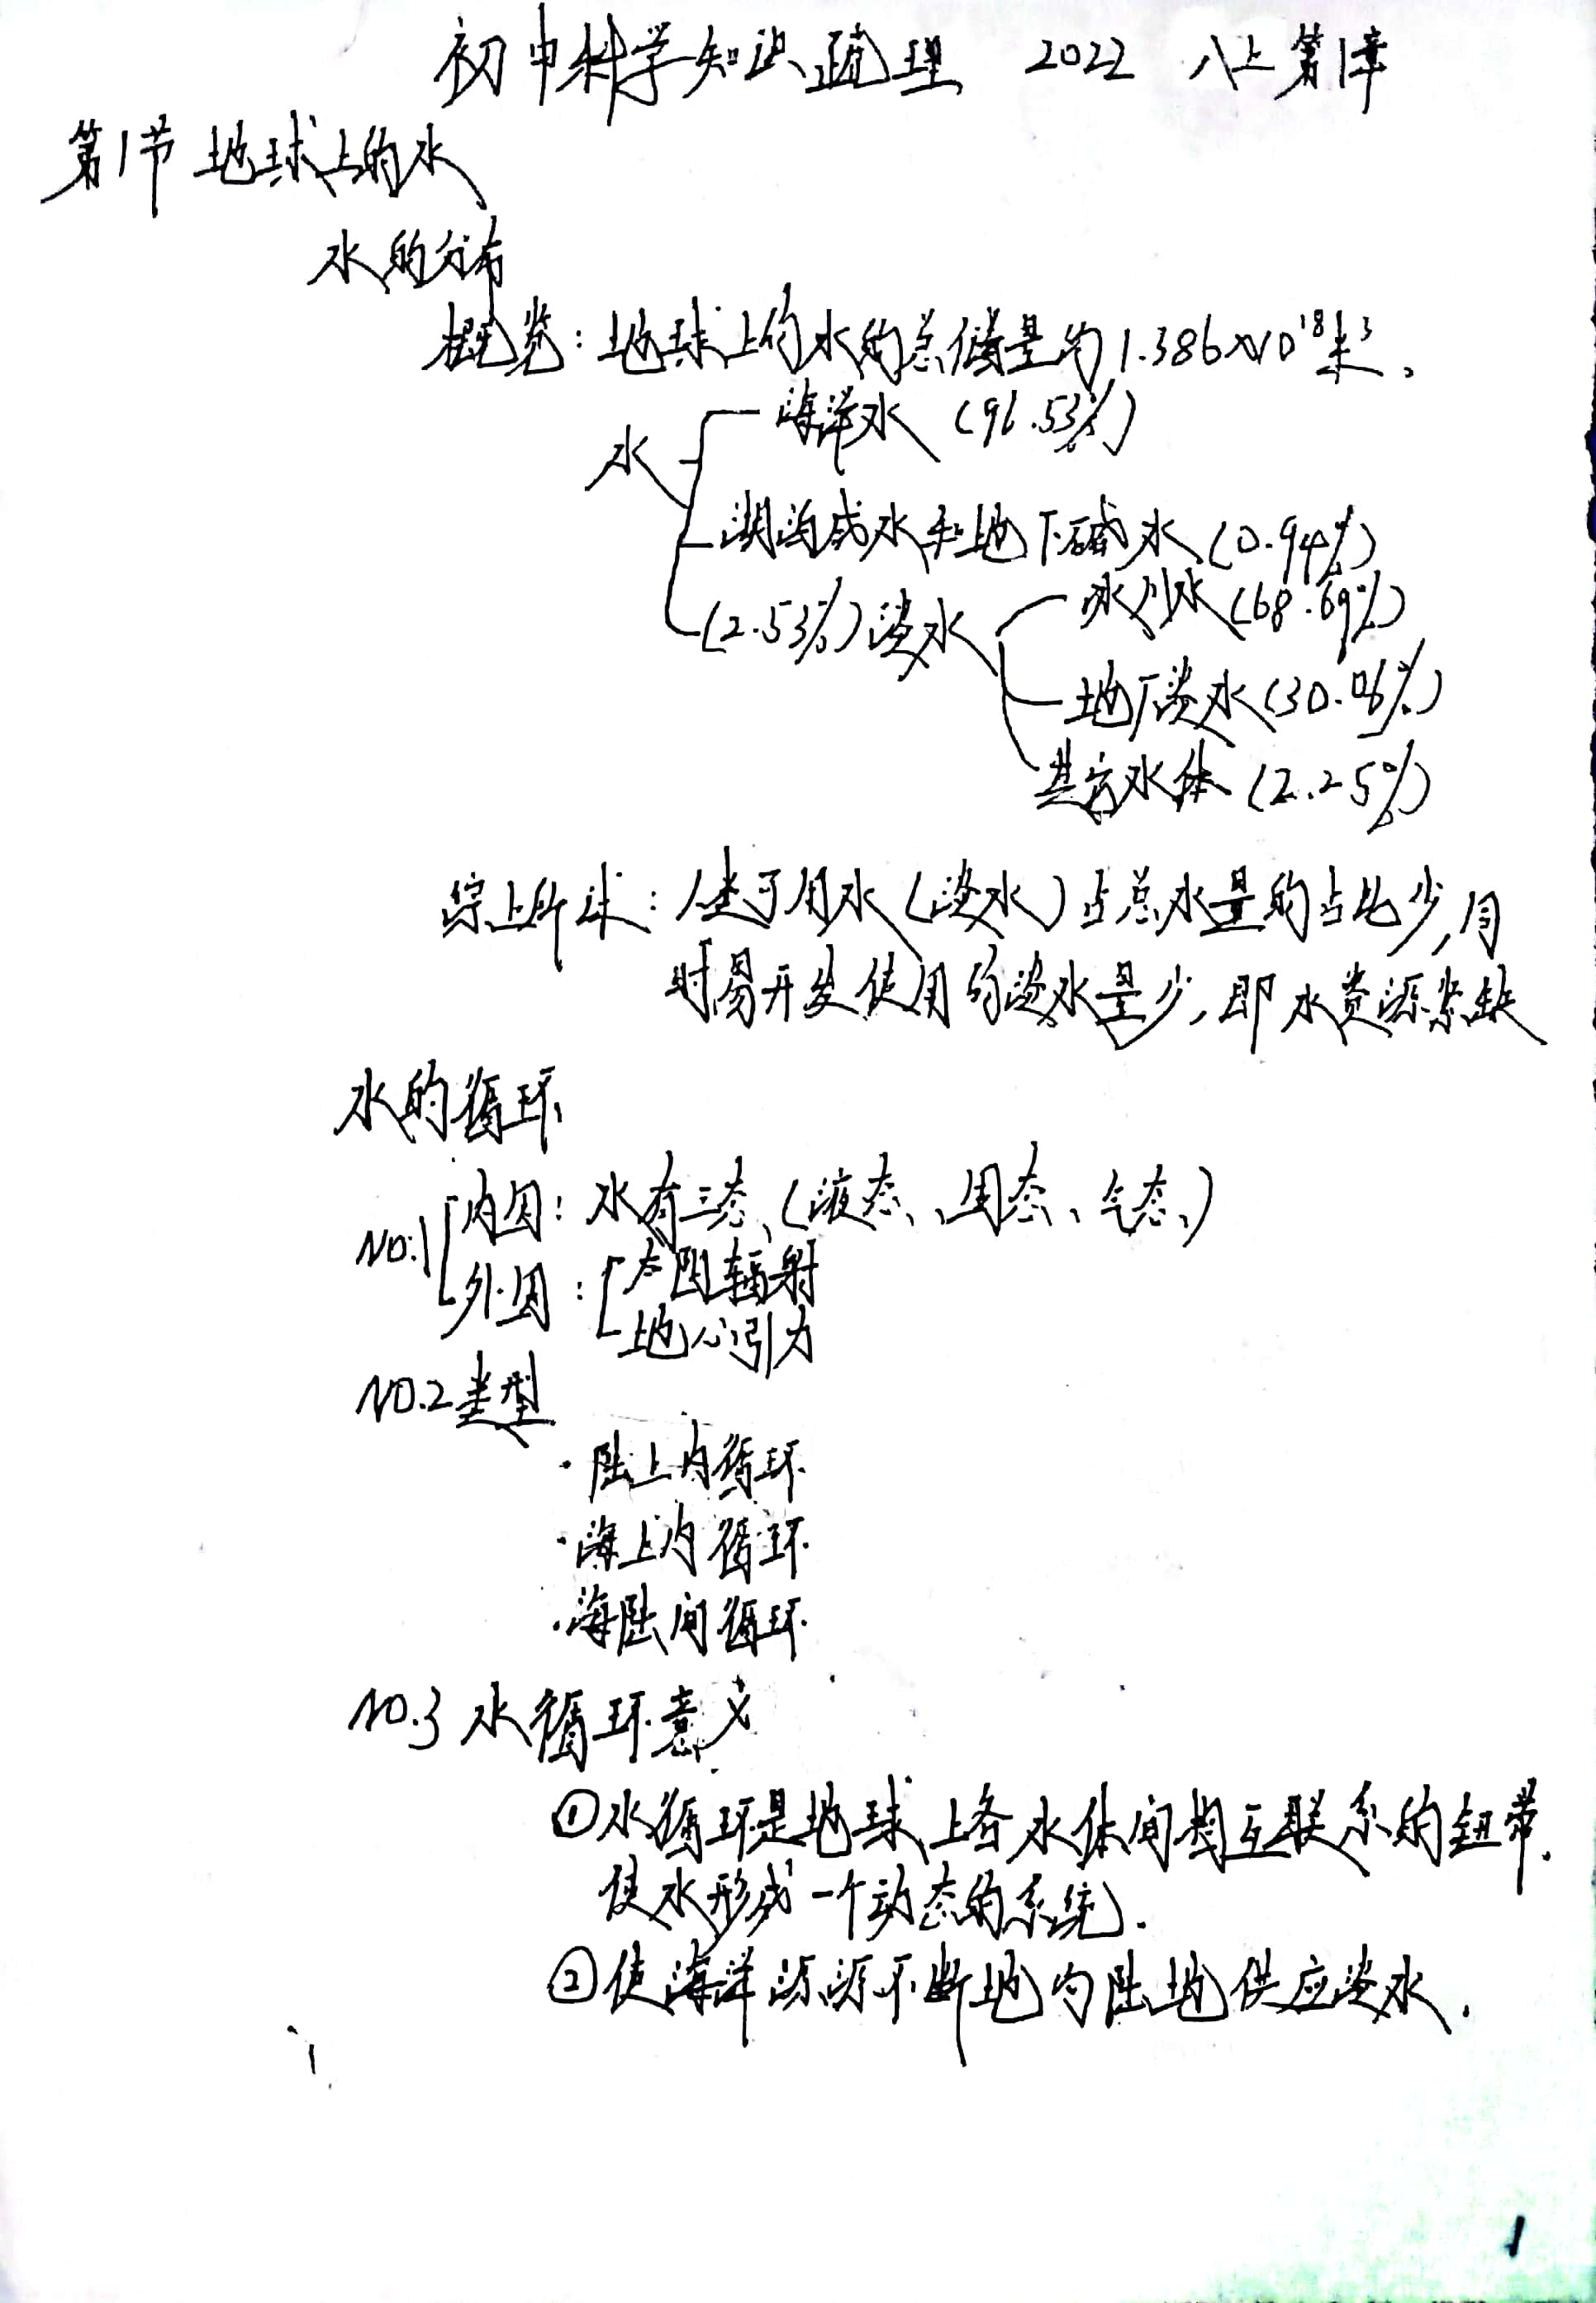 初中科学知识疏理 2022 八上第1章
第1节 地球上的水
水的分布
概览：地球上的水的总储量约1.386×10¹⁸米³。
海洋水（96.53%）
水
湖泊咸水和地下碱水（0.94%）
冰川水（68.69%）
（2.53%）淡水
地下淡水（30.06%）
其它水体（2.25%）
综上所述：人类可用水（淡水）占总水量的占比少，同
时易开发使用的淡水量少，即水资源紧缺
水的循环
NO.1 内因：水有三态（液态、固态、气态）
外因：太阳辐射
地心引力
NO.2 类型
·陆上内循环
·海上内循环
·海陆间循环
NO.3 水循环意义
①水循环是地球上各水体间相互联系的纽带.
使水形成一个动态的系统.
②使海洋源源不断地为陆地供应淡水.
1